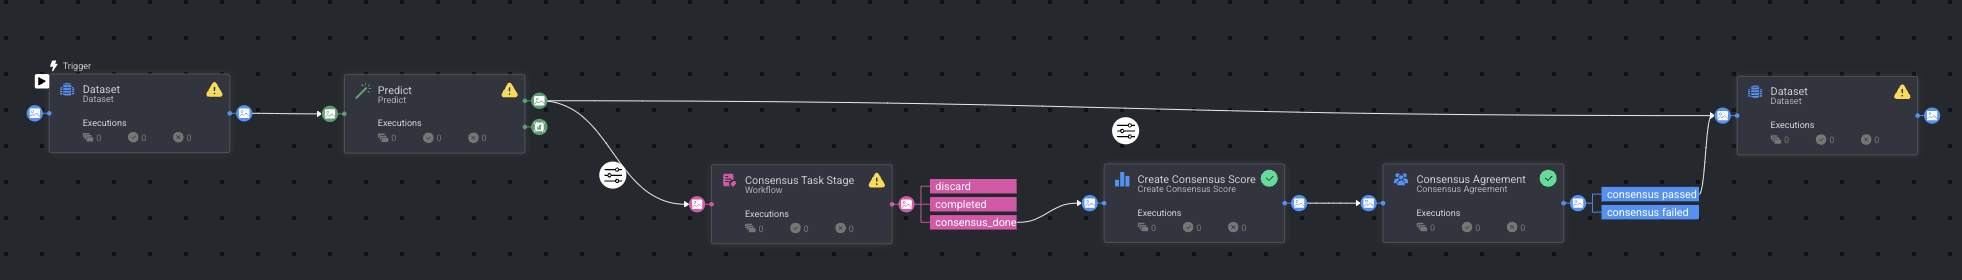 Trigger
Dataset
Dataset
Executions
0 0 0
Predict
Predict
Executions
0 0 0
Consensus Task Stage
Workflow
Executions
0 0 0
discard
completed
consensus_done
Create Consensus Score
Create Consensus Score
Executions
0 0 0
Consensus Agreement
Consensus Agreement
Executions
0 0 0
consensus passed
consensus failed
Dataset
Dataset
Executions
0 0 0